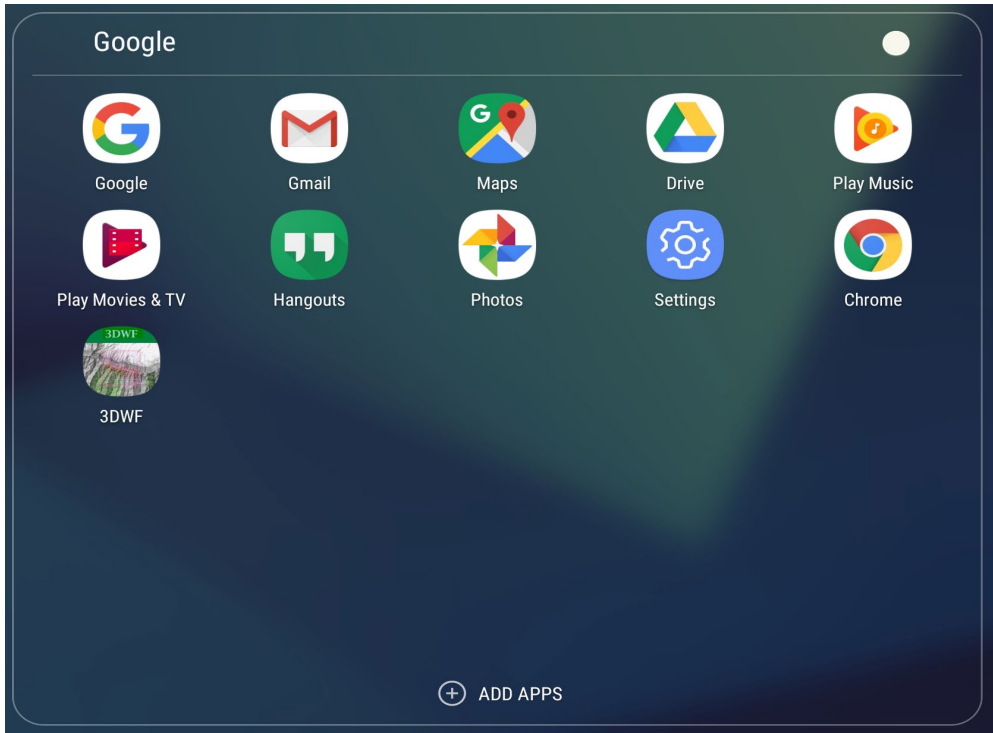 Google
Google Gmail Maps Drive Play Music
Play Movies & TV Hangouts Photos Settings Chrome
3DWF
3DWF
ADD APPS